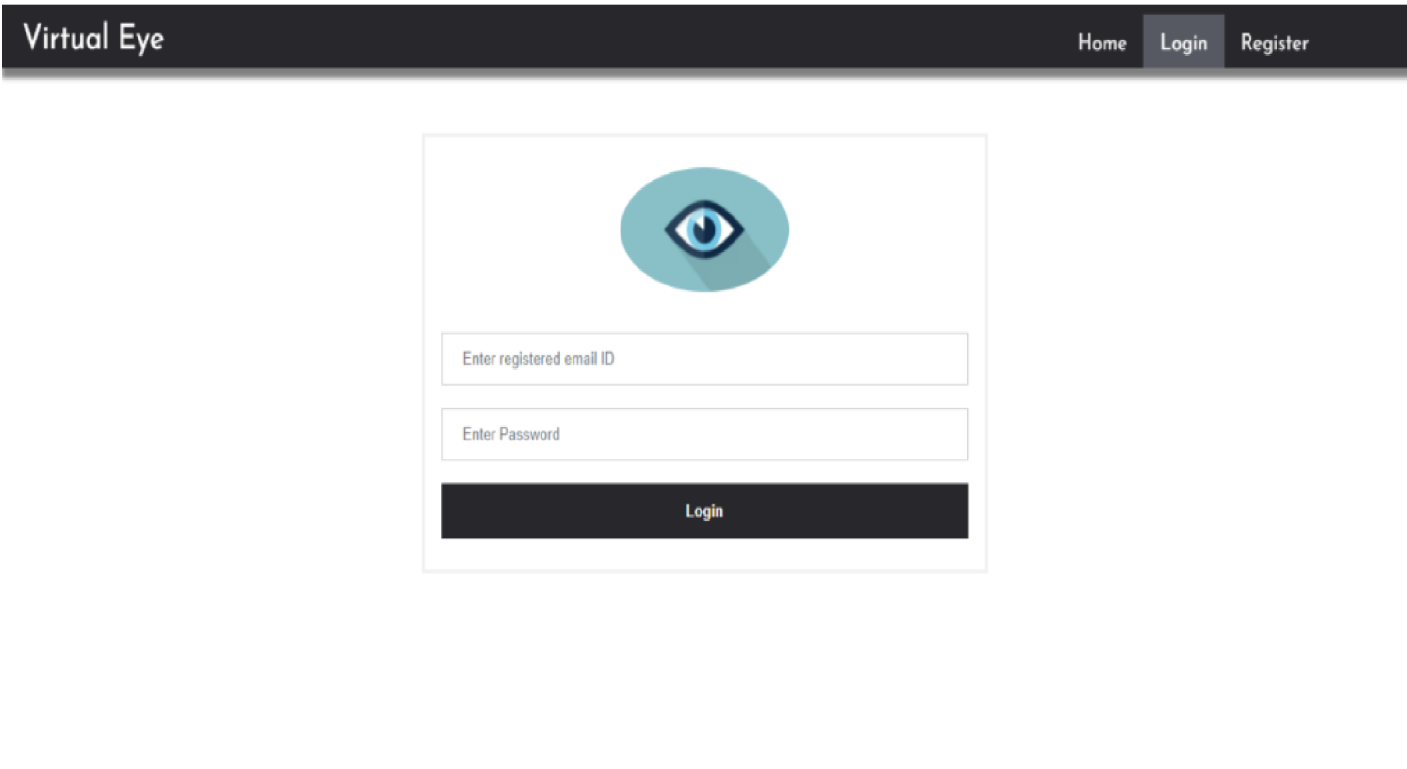 Virtual Eye
Home Login Register
Enter registered email ID
Enter Password
Login